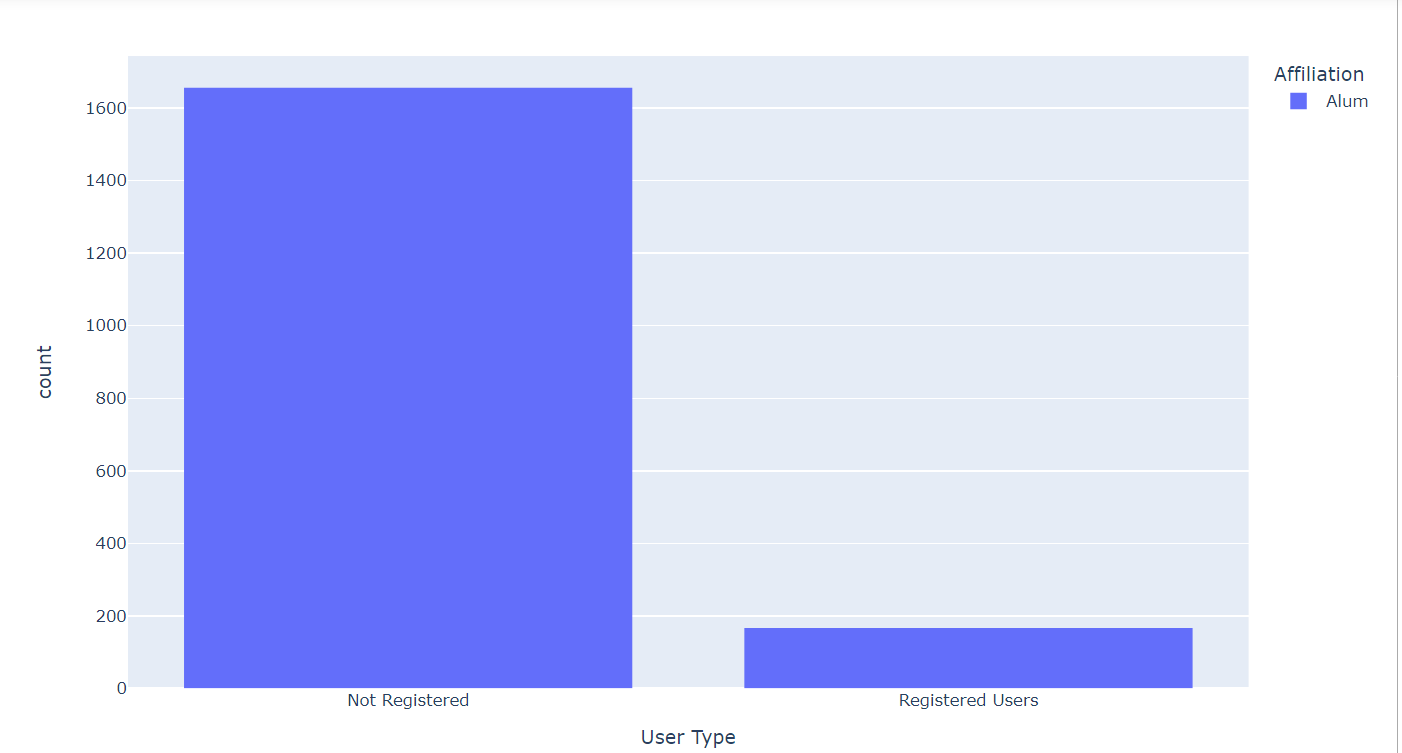 Affiliation
Alum
1600
1400
1200
1000
800
600
400
200
0
count
Not Registered
Registered Users
User Type